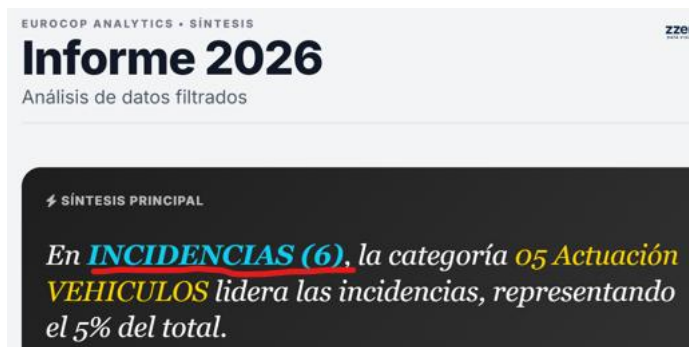 EUROCOP ANALYTICS • SÍNTESIS
Informe 2026
Análisis de datos filtrados
SÍNTESIS PRINCIPAL
En INCIDENCIAS (6), la categoría 05 Actuación
VEHICULOS lidera las incidencias, representando
el 5% del total.